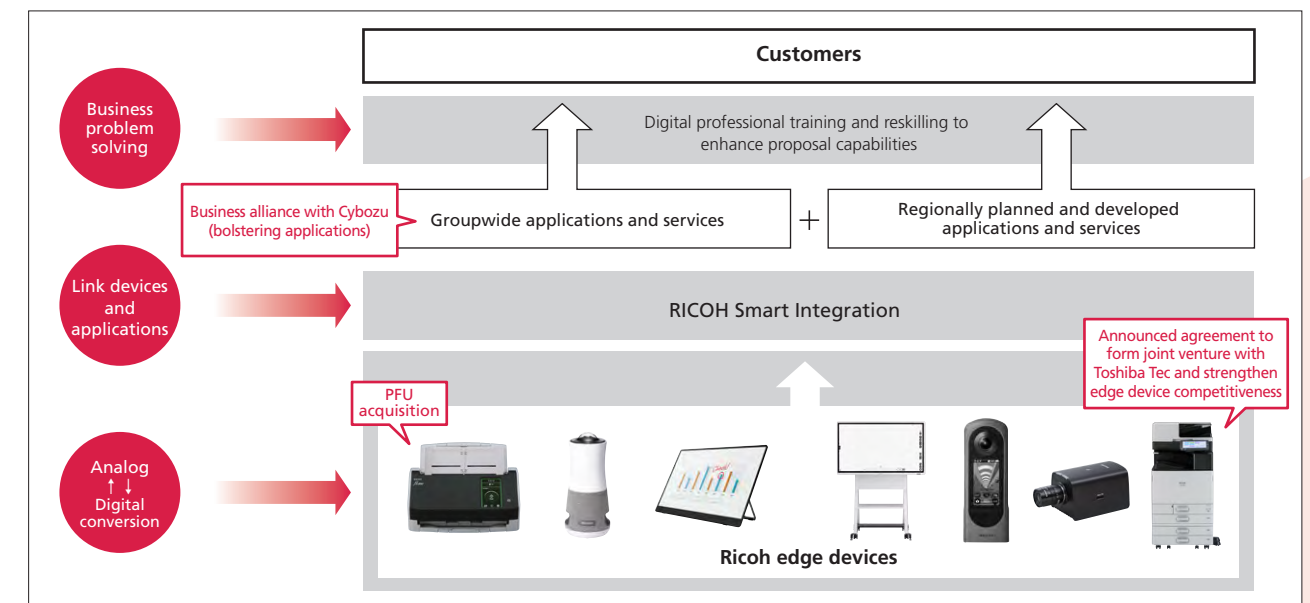 Customers
Business
problem
solving
Digital professional training and reskilling to
enhance proposal capabilities
Business alliance with Cybozu
(bolstering applications)
Groupwide applications and services
+
Regionally planned and developed
applications and services
Link devices
and
applications
RICOH Smart Integration
Announced agreement to
form joint venture with
Toshiba Tec and strengthen
edge device competitiveness
PFU
acquisition
Analog
↑ ↓
Digital
conversion
Ricoh edge devices